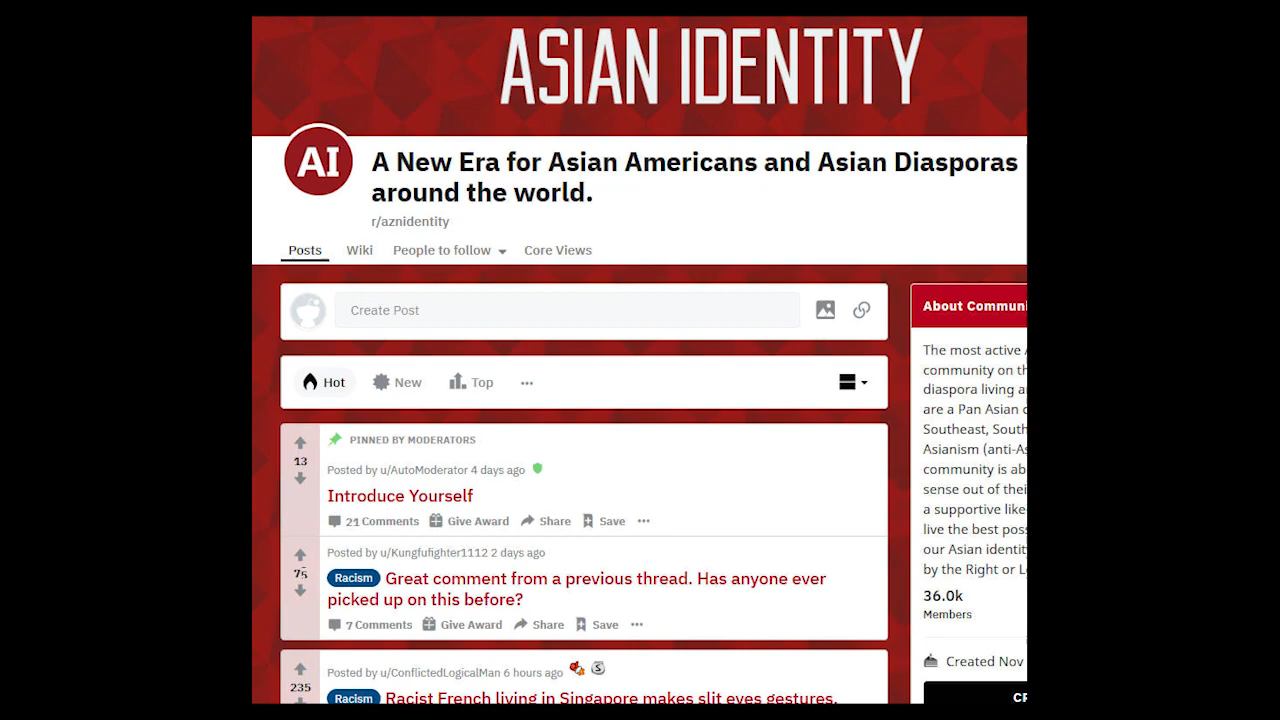 ASIAN IDENTITY
AI
A New Era for Asian Americans and Asian Diasporas
around the world.
r/aznidentity
Posts Wiki People to follow Core Views
Create Post
Hot New Top ...
PINNED BY MODERATORS
13
Posted by u/AutoModerator 4 days ago
Introduce Yourself
21 Comments Give Award Share Save ...
Posted by u/Kungfufighter1112 2 days ago
75
Racism Great comment from a previous thread. Has anyone ever
picked up on this before?
7 Comments Give Award Share Save ...
Posted by u/ConflictedLogicalMan 6 hours ago
235
Racism Racist French living in Singapore makes slit eyes gestures.
About Communi
The most active
community on th
diaspora living a
are a Pan Asian
Southeast, South
Asianism (anti-As
community is ab
sense out of thei
a supportive like
live the best poss
our Asian identit
by the Right or L
36.0k
Members
Created Nov